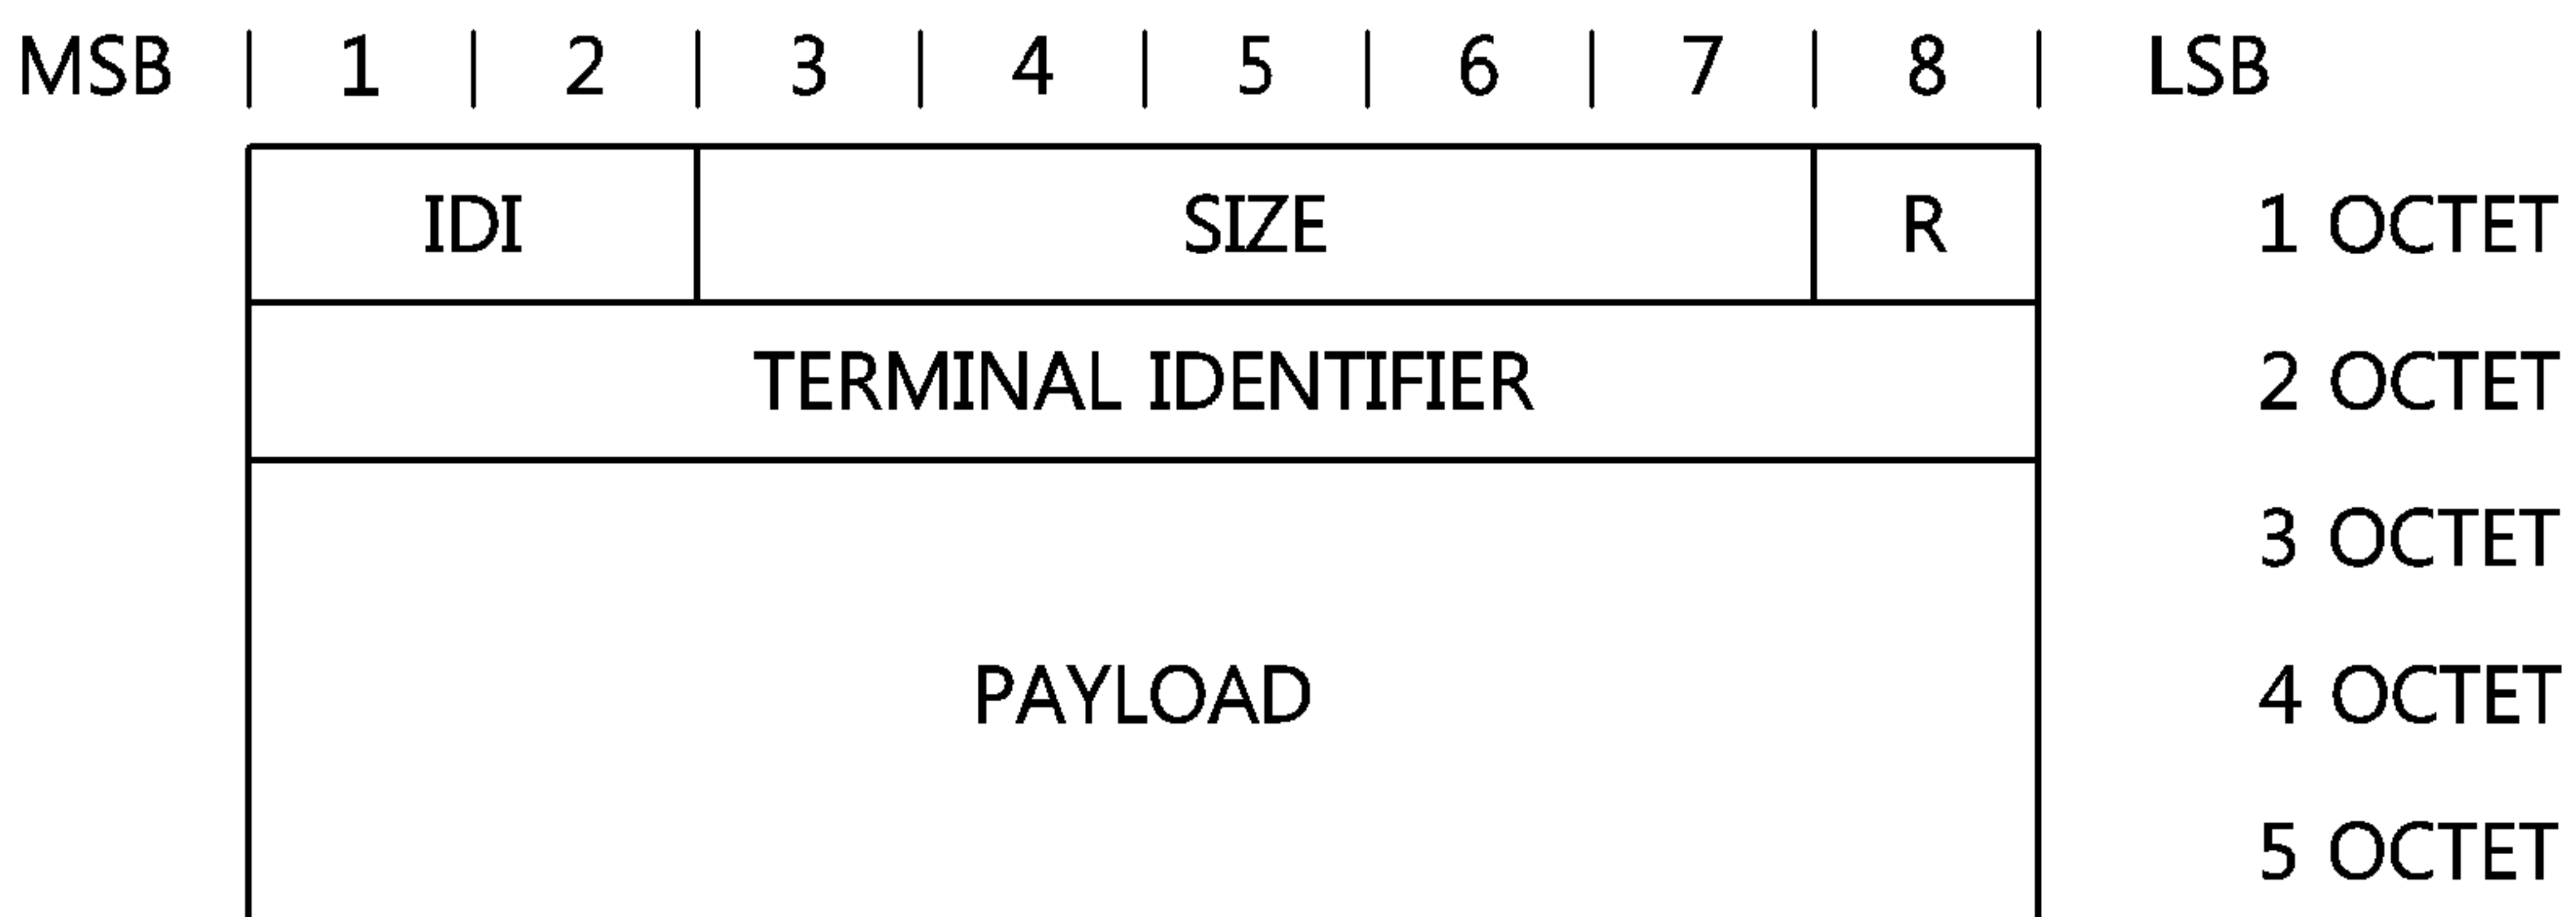 MSB | 1 | 2 | 3 | 4 | 5 | 6 | 7 | 8 | LSB
IDI SIZE R 1 OCTET
TERMINAL IDENTIFIER 2 OCTET
3 OCTET
PAYLOAD 4 OCTET
5 OCTET